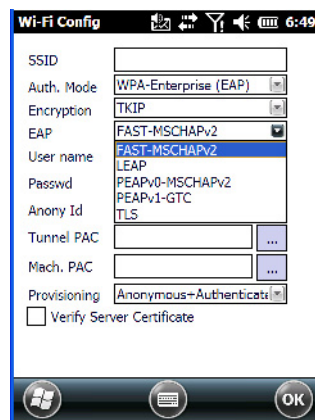 Wi-Fi Config 6:49
SSID
Auth. Mode WPA-Enterprise (EAP)
Encryption TKIP
EAP FAST-MSCHAPv2
FAST-MSCHAPv2
User name LEAP
PEAPv0-MSCHAPv2
Passwd PEAPv1-GTC
Anony Id TLS
Tunnel PAC ...
Mach. PAC ...
Provisioning Anonymous+Authenticate
Verify Server Certificate
OK